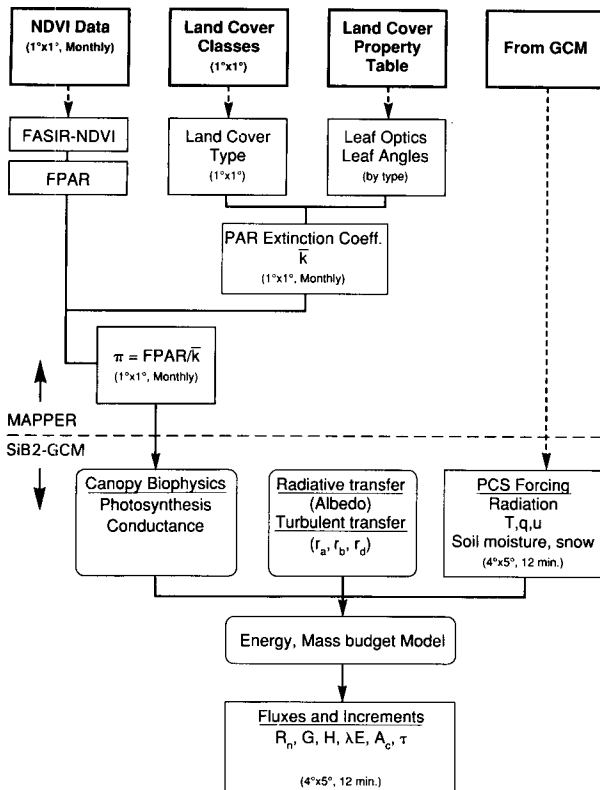 NDVI Data
(1°x1°, Monthly)
Land Cover
Classes
(1°x1°)
Land Cover
Property
Table
From GCM
FASIR-NDVI
FPAR
Land Cover
Type
(1°x1°)
Leaf Optics
Leaf Angles
(by type)
PAR Extinction Coeff.
k̅
(1°x1°, Monthly)
π = FPAR/k̅
(1°x1°, Monthly)
MAPPER
SiB2-GCM
Canopy Biophysics
Photosynthesis
Conductance
Radiative transfer
(Albedo)
Turbulent transfer
(rₐ, r_b, r_d)
PCS Forcing
Radiation
T,q,u
Soil moisture, snow
(4°x5°, 12 min.)
Energy, Mass budget Model
Fluxes and Increments
Rₙ, G, H, λE, A_c, τ
(4°x5°, 12 min.)